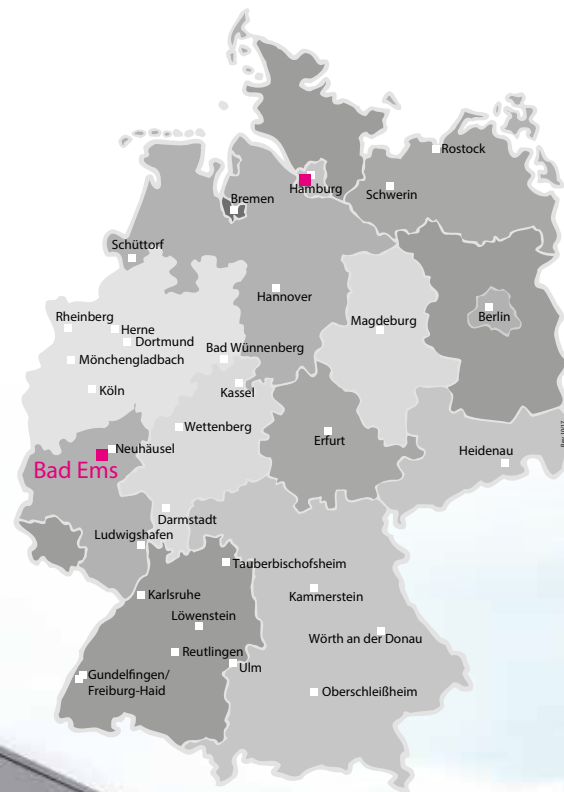 Rostock
Hamburg
Schwerin
Bremen
Schüttorf
Hannover
Berlin
Magdeburg
Rheinberg
Herne
Dortmund
Bad Wünnenberg
Mönchengladbach
Köln
Kassel
Wettenberg
Erfurt
Neuhäusel
Heidenau
Bad Ems
Darmstadt
Ludwigshafen
Tauberbischofsheim
Karlsruhe
Kammerstein
Löwenstein
Wörth an der Donau
Reutlingen
Ulm
Gundelfingen/
Freiburg-Haid
Oberschleißheim